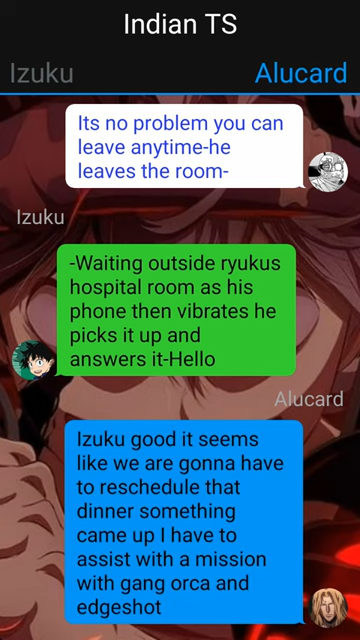 Indian TS
Izuku
Alucard
Its no problem you can
leave anytime-he
leaves the room-
Izuku
-Waiting outside ryukus
hospital room as his
phone then vibrates he
picks it up and
answers it-Hello
Alucard
Izuku good it seems
like we are gonna have
to reschedule that
dinner something
came up I have to
assist with a mission
with gang orca and
edgeshot